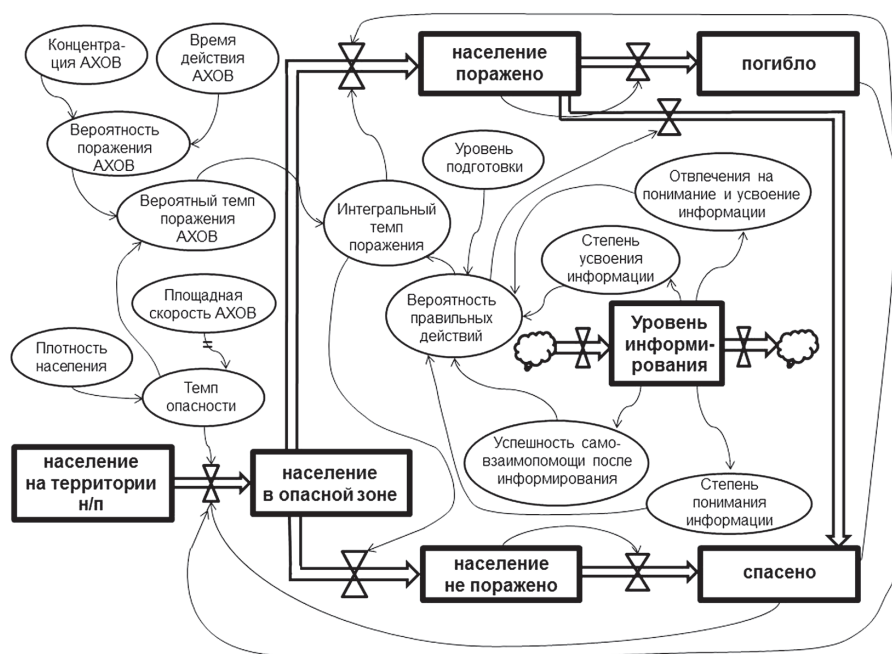 Концентра-
ция АХОВ
Время
действия
АХОВ
население
поражено
погибло
Вероятность
поражения
АХОВ
Уровень
подготовки
Отвлечения на
понимание и усвоение
информации
Вероятный темп
поражения
АХОВ
Интегральный
темп
поражения
Степень
усвоения
информации
Площадная
скорость АХОВ
Вероятность
правильных
действий
Уровень
информи-
рования
Плотность
населения
Темп
опасности
Успешность само-
взаимопомощи после
информирования
население
на территории
н/п
население
в опасной зоне
Степень
понимания
информации
население
не поражено
спасено